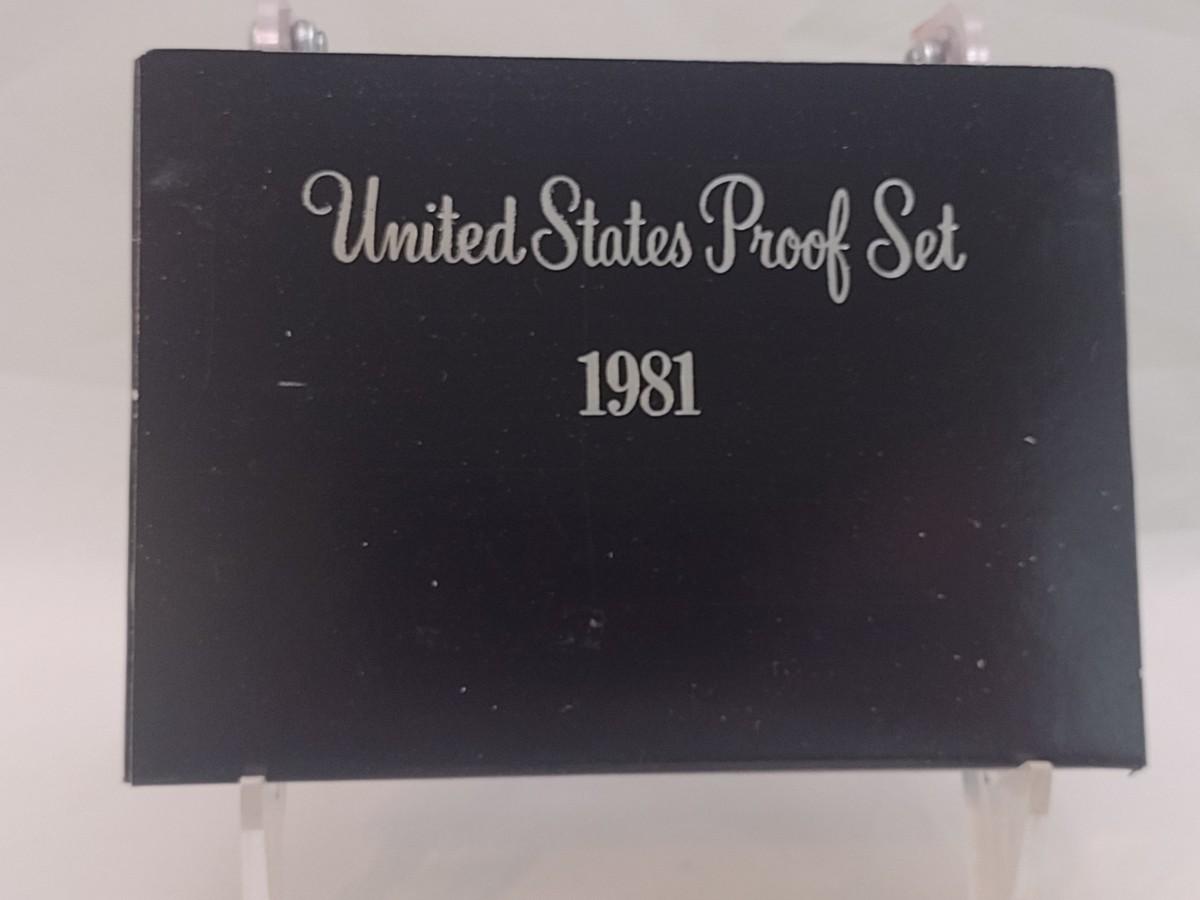 United States Proof Set
1981